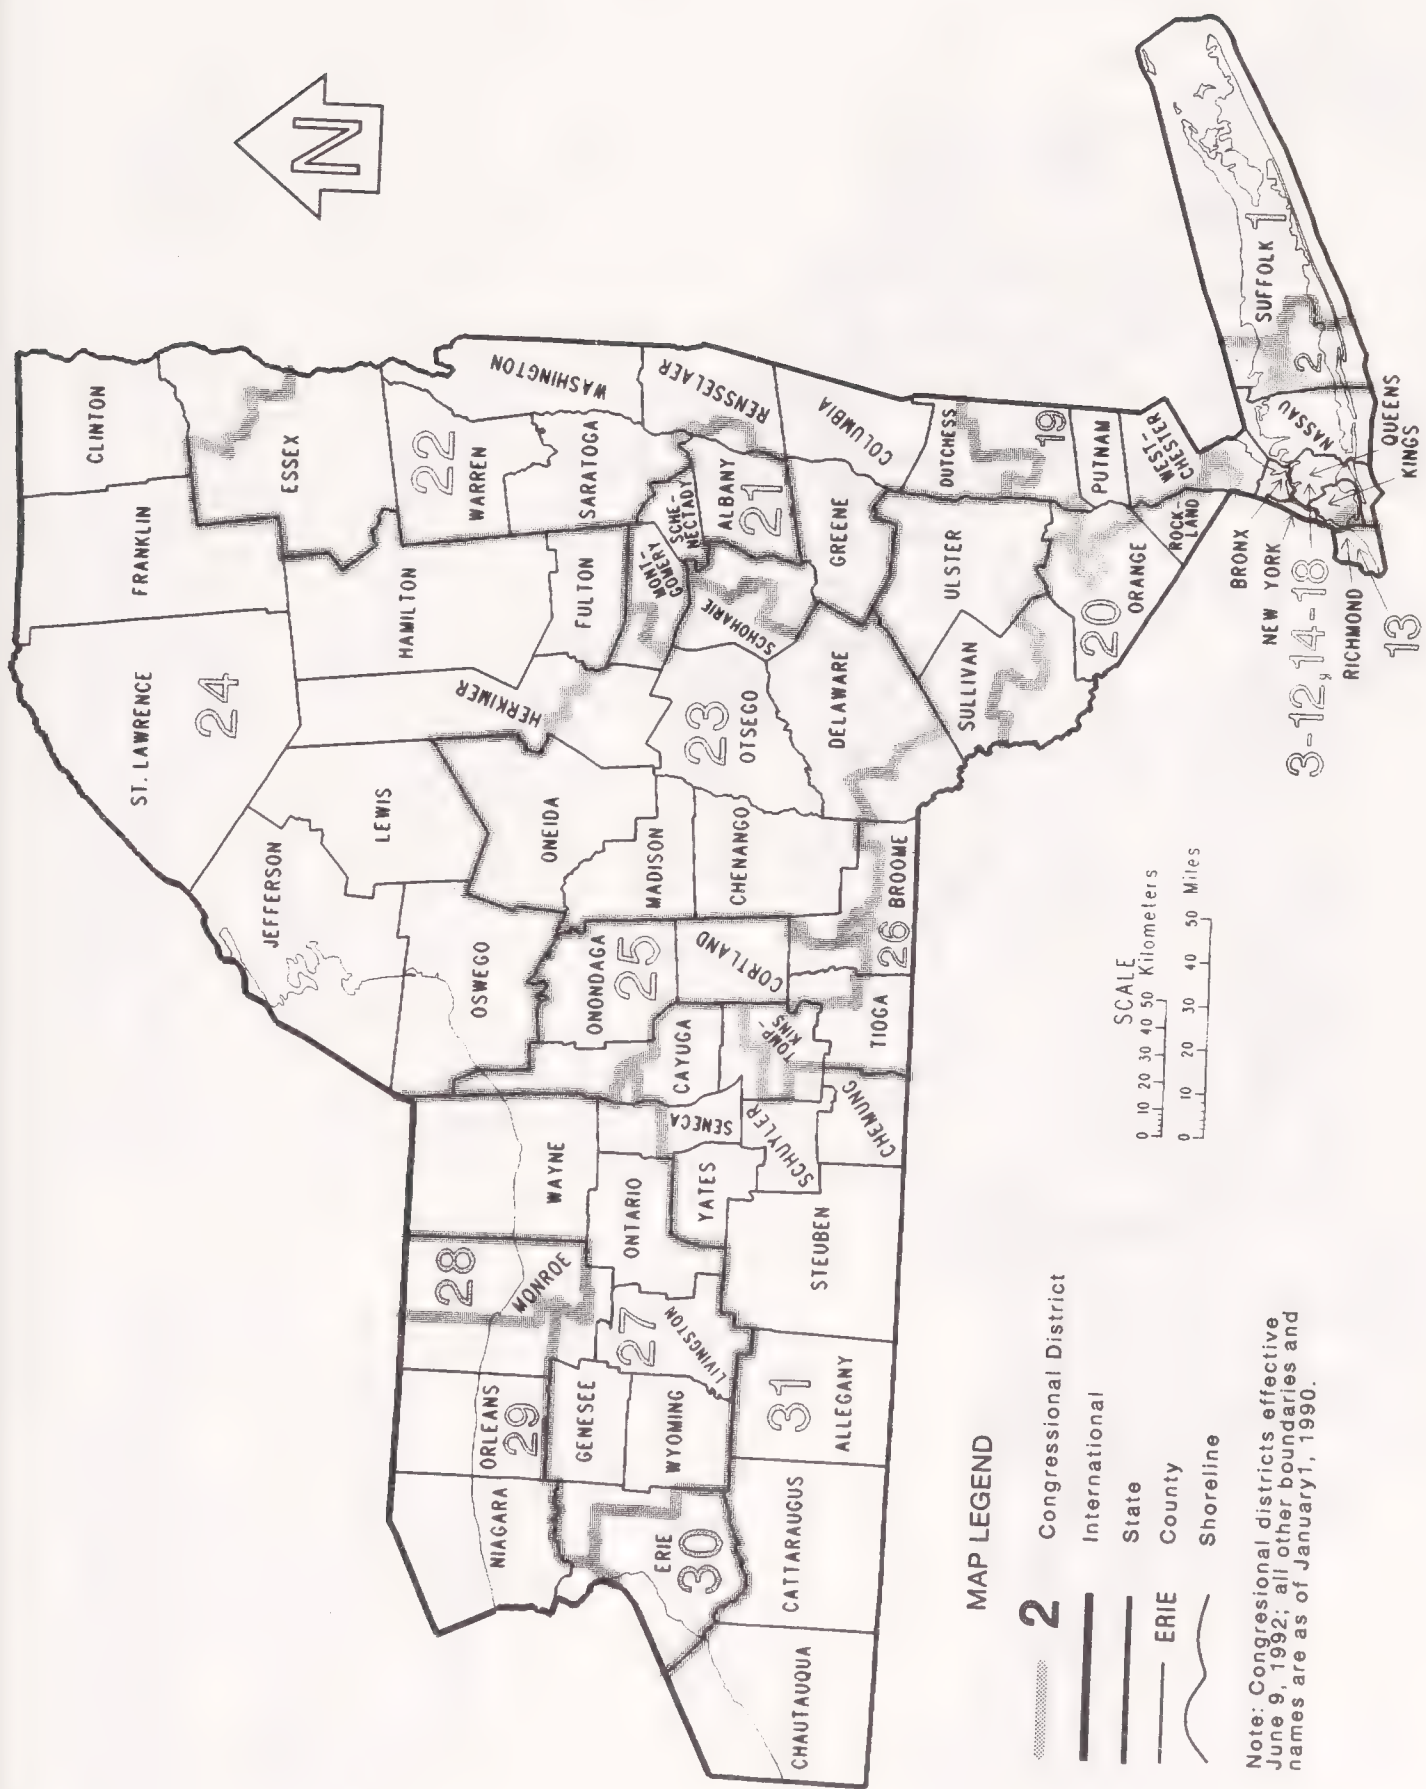 N
CLINTON
FRANKLIN
ST. LAWRENCE
24
ESSEX
HAMILTON
22
WARREN
WASHINGTON
HERKIMER
LEWIS
JEFFERSON
FULTON
SARATOGA
MONT-
GOMERY
SCHE-
NECTADY
RENSSELAER
ALBANY
21
SCHOHARIE
ONEIDA
OSWEGO
MADISON
23
OTSEGO
CHENANGO
ONONDAGA
25
CORTLAND
CAYUGA
TOMP-
KINS
SENECA
WAYNE
ONTARIO
YATES
SCHUYLER
CHEMUNG
TIOGA
26
BROOME
DELAWARE
GREENE
COLUMBIA
ULSTER
DUTCHESS
19
SULLIVAN
20
ORANGE
PUTNAM
ROCK-
LAND
WEST-
CHESTER
28
MONROE
27
LIVINGSTON
STEUBEN
ORLEANS
29
GENESEE
WYOMING
31
ALLEGANY
NIAGARA
ERIE
30
CATTARAUGUS
CHAUTAUQUA
SUFFOLK
1
2
NASSAU
QUEENS
KINGS
BRONX
NEW YORK
3-12,14-18
RICHMOND
13
SCALE
0 10 20 30 40 50 Kilometers
0 10 20 30 40 50 Miles
MAP LEGEND
2 Congressional District
International
State
ERIE County
Shoreline
Note: Congresional districts effective
June 9, 1992; all other boundaries and
names are as of January1, 1990.